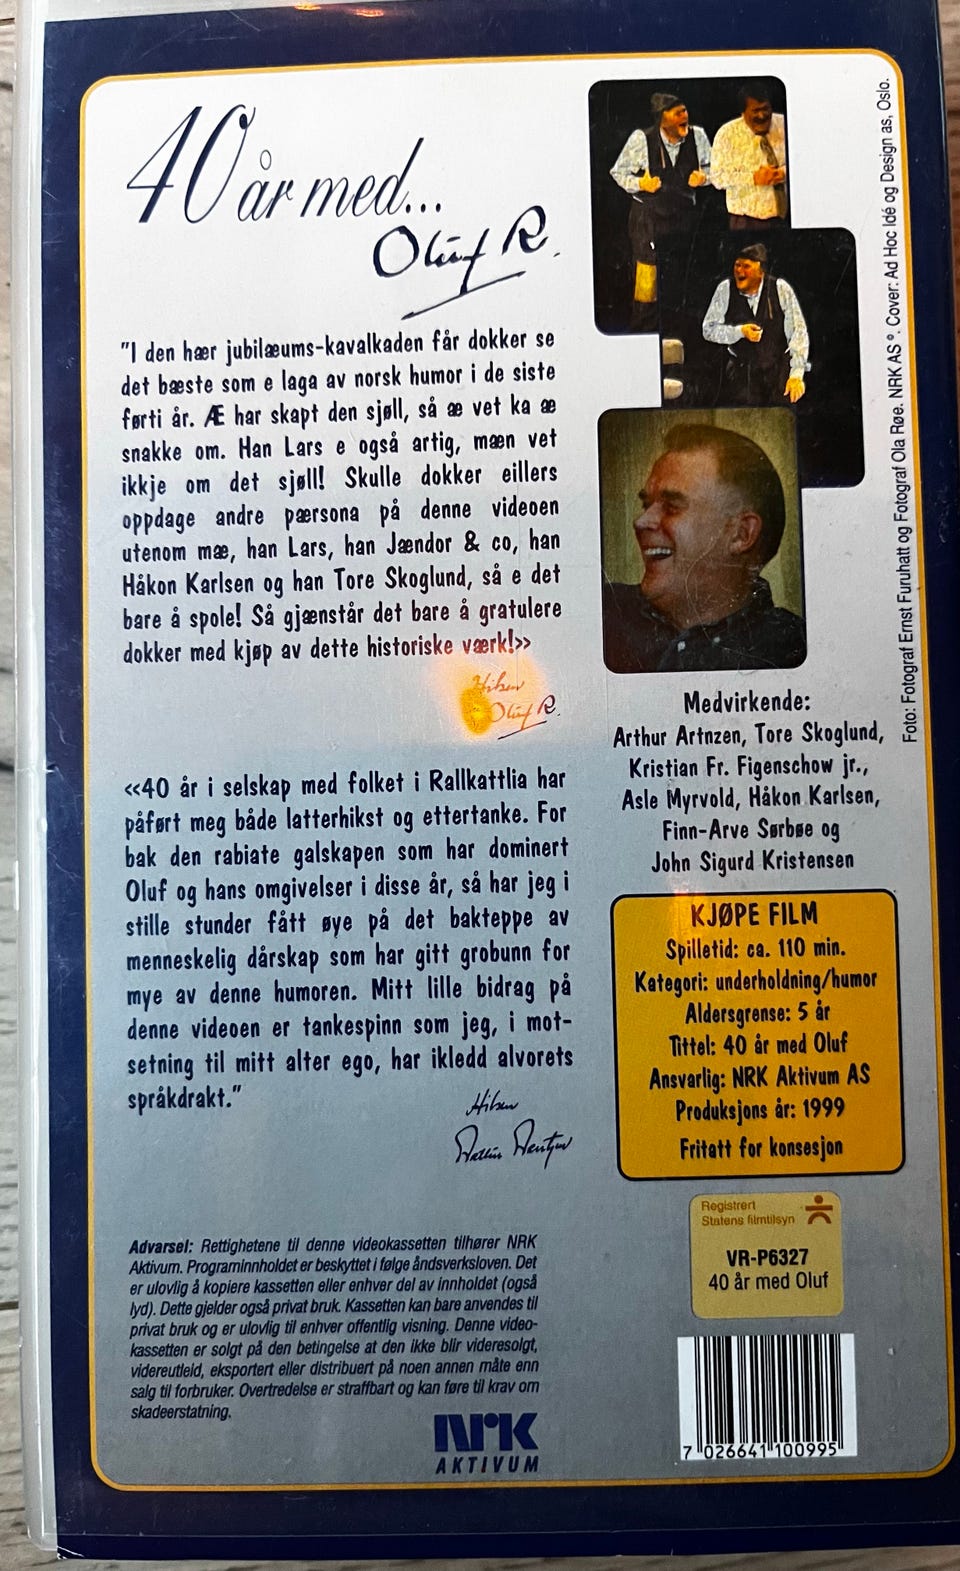 40 år med...
Oluf R.
"I den hær jubilæums-kavalkaden får dokker se
det bæste som e laga av norsk humor i de siste
førti år. Æ har skapt den sjøll, så æ vet ka æ
snakke om. Han Lars e også artig, mæn vet
ikkje om det sjøll! Skulle dokker eillers
oppdage andre pærsona på denne videoen
utenom mæ, han Lars, han Jændor & co, han
Håkon Karlsen og han Tore Skoglund, så e det
bare å spole! Så gjænstår det bare å gratulere
dokker med kjøp av dette historiske værk!>>
Hilsen
Oluf R.
<<40 år i selskap med folket i Rallkattlia har
påført meg både latterhikst og ettertanke. For
bak den rabiate galskapen som har dominert
Oluf og hans omgivelser i disse år, så har jeg i
stille stunder fått øye på det bakteppe av
menneskelig dårskap som har gitt grobunn for
mye av denne humoren. Mitt lille bidrag på
denne videoen er tankespinn som jeg, i mot-
setning til mitt alter ego, har ikledd alvorets
språkdrakt."
Hilsen
Advarsel: Rettighetene til denne videokassetten tilhører NRK
Aktivum. Programinnholdet er beskyttet i følge åndsverksloven. Det
er ulovlig å kopiere kassetten eller enhver del av innholdet (også
lyd). Dette gjelder også privat bruk. Kassetten kan bare anvendes til
privat bruk og er ulovlig til enhver offentlig visning. Denne video-
kassetten er solgt på den betingelse at den ikke blir videresolgt,
videreutleid, eksportert eller distribuert på noen annen måte enn
salg til forbruker. Overtredelse er straffbart og kan føre til krav om
skadeerstatning.
NRK
AKTIVUM
Foto: Fotograf Ernst Furuhatt og Fotograf Ola Røe. NRK AS ©. Cover: Ad Hoc Idé og Design as, Oslo.
Medvirkende:
Arthur Artnzen, Tore Skoglund,
Kristian Fr. Figenschow jr.,
Asle Myrvold, Håkon Karlsen,
Finn-Arve Sørbøe og
John Sigurd Kristensen
KJØPE FILM
Spilletid: ca. 110 min.
Kategori: underholdning/humor
Aldersgrense: 5 år
Tittel: 40 år med Oluf
Ansvarlig: NRK Aktivum AS
Produksjons år: 1999
Fritatt for konsesjon
Registrert
Statens filmtilsyn
VR-P6327
40 år med Oluf
7 026641 100995